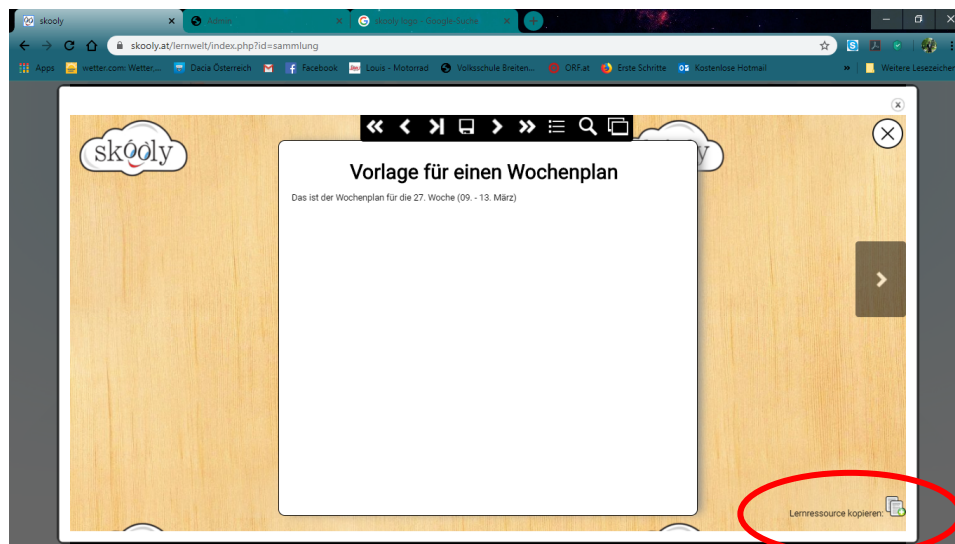 skooly
Admin
skooly logo - Google-Suche
skooly.at/lernwelt/index.php?id=sammlung
Apps
wetter.com: Wetter,...
Dacia Österreich
Facebook
Louis - Motorrad
Volksschule Breiten...
ORF.at
Erste Schritte
Kostenlose Hotmail
»
Weitere Lesezeichen
skooly
Vorlage für einen Wochenplan
Das ist der Wochenplan für die 27. Woche (09. - 13. März)
Lernressource kopieren: